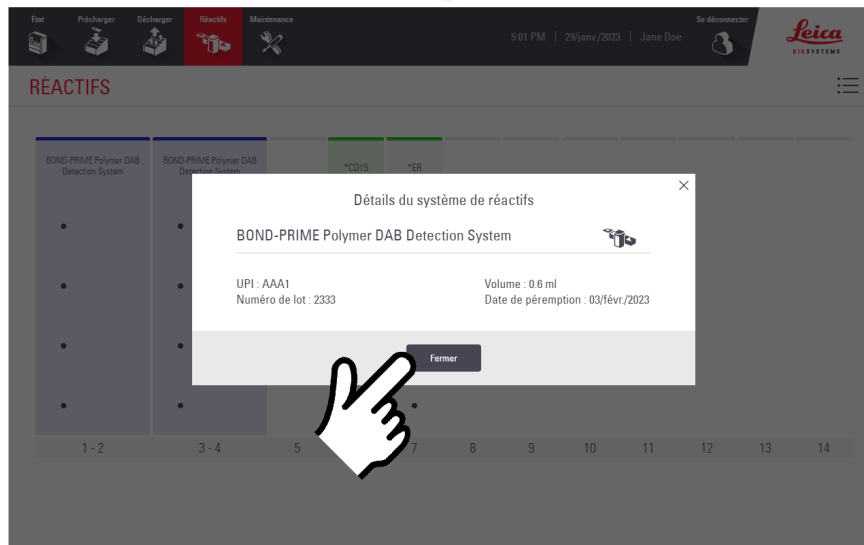 État Précharger Décharger Réactifs Maintenance Se déconnecter
5:01 PM | 29/janv./2023 | Jane Doe
Leica
BIOSYSTEMS
RÉACTIFS
BOND-PRIME Polymer DAB
Detection System
BOND-PRIME Polymer DAB
Detection System
*CD15 *ER
Détails du système de réactifs
BOND-PRIME Polymer DAB Detection System
UPI : AAA1
Numéro de lot : 2333
Volume : 0.6 ml
Date de péremption : 03/févr./2023
Fermer
1 - 2 3 - 4 5 7 8 9 10 11 12 13 14